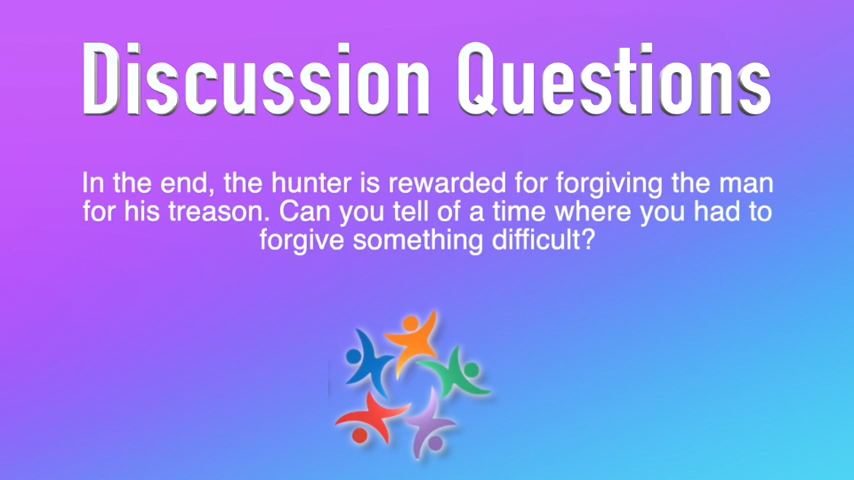 Discussion Questions
In the end, the hunter is rewarded for forgiving the man
for his treason. Can you tell of a time where you had to
forgive something difficult?